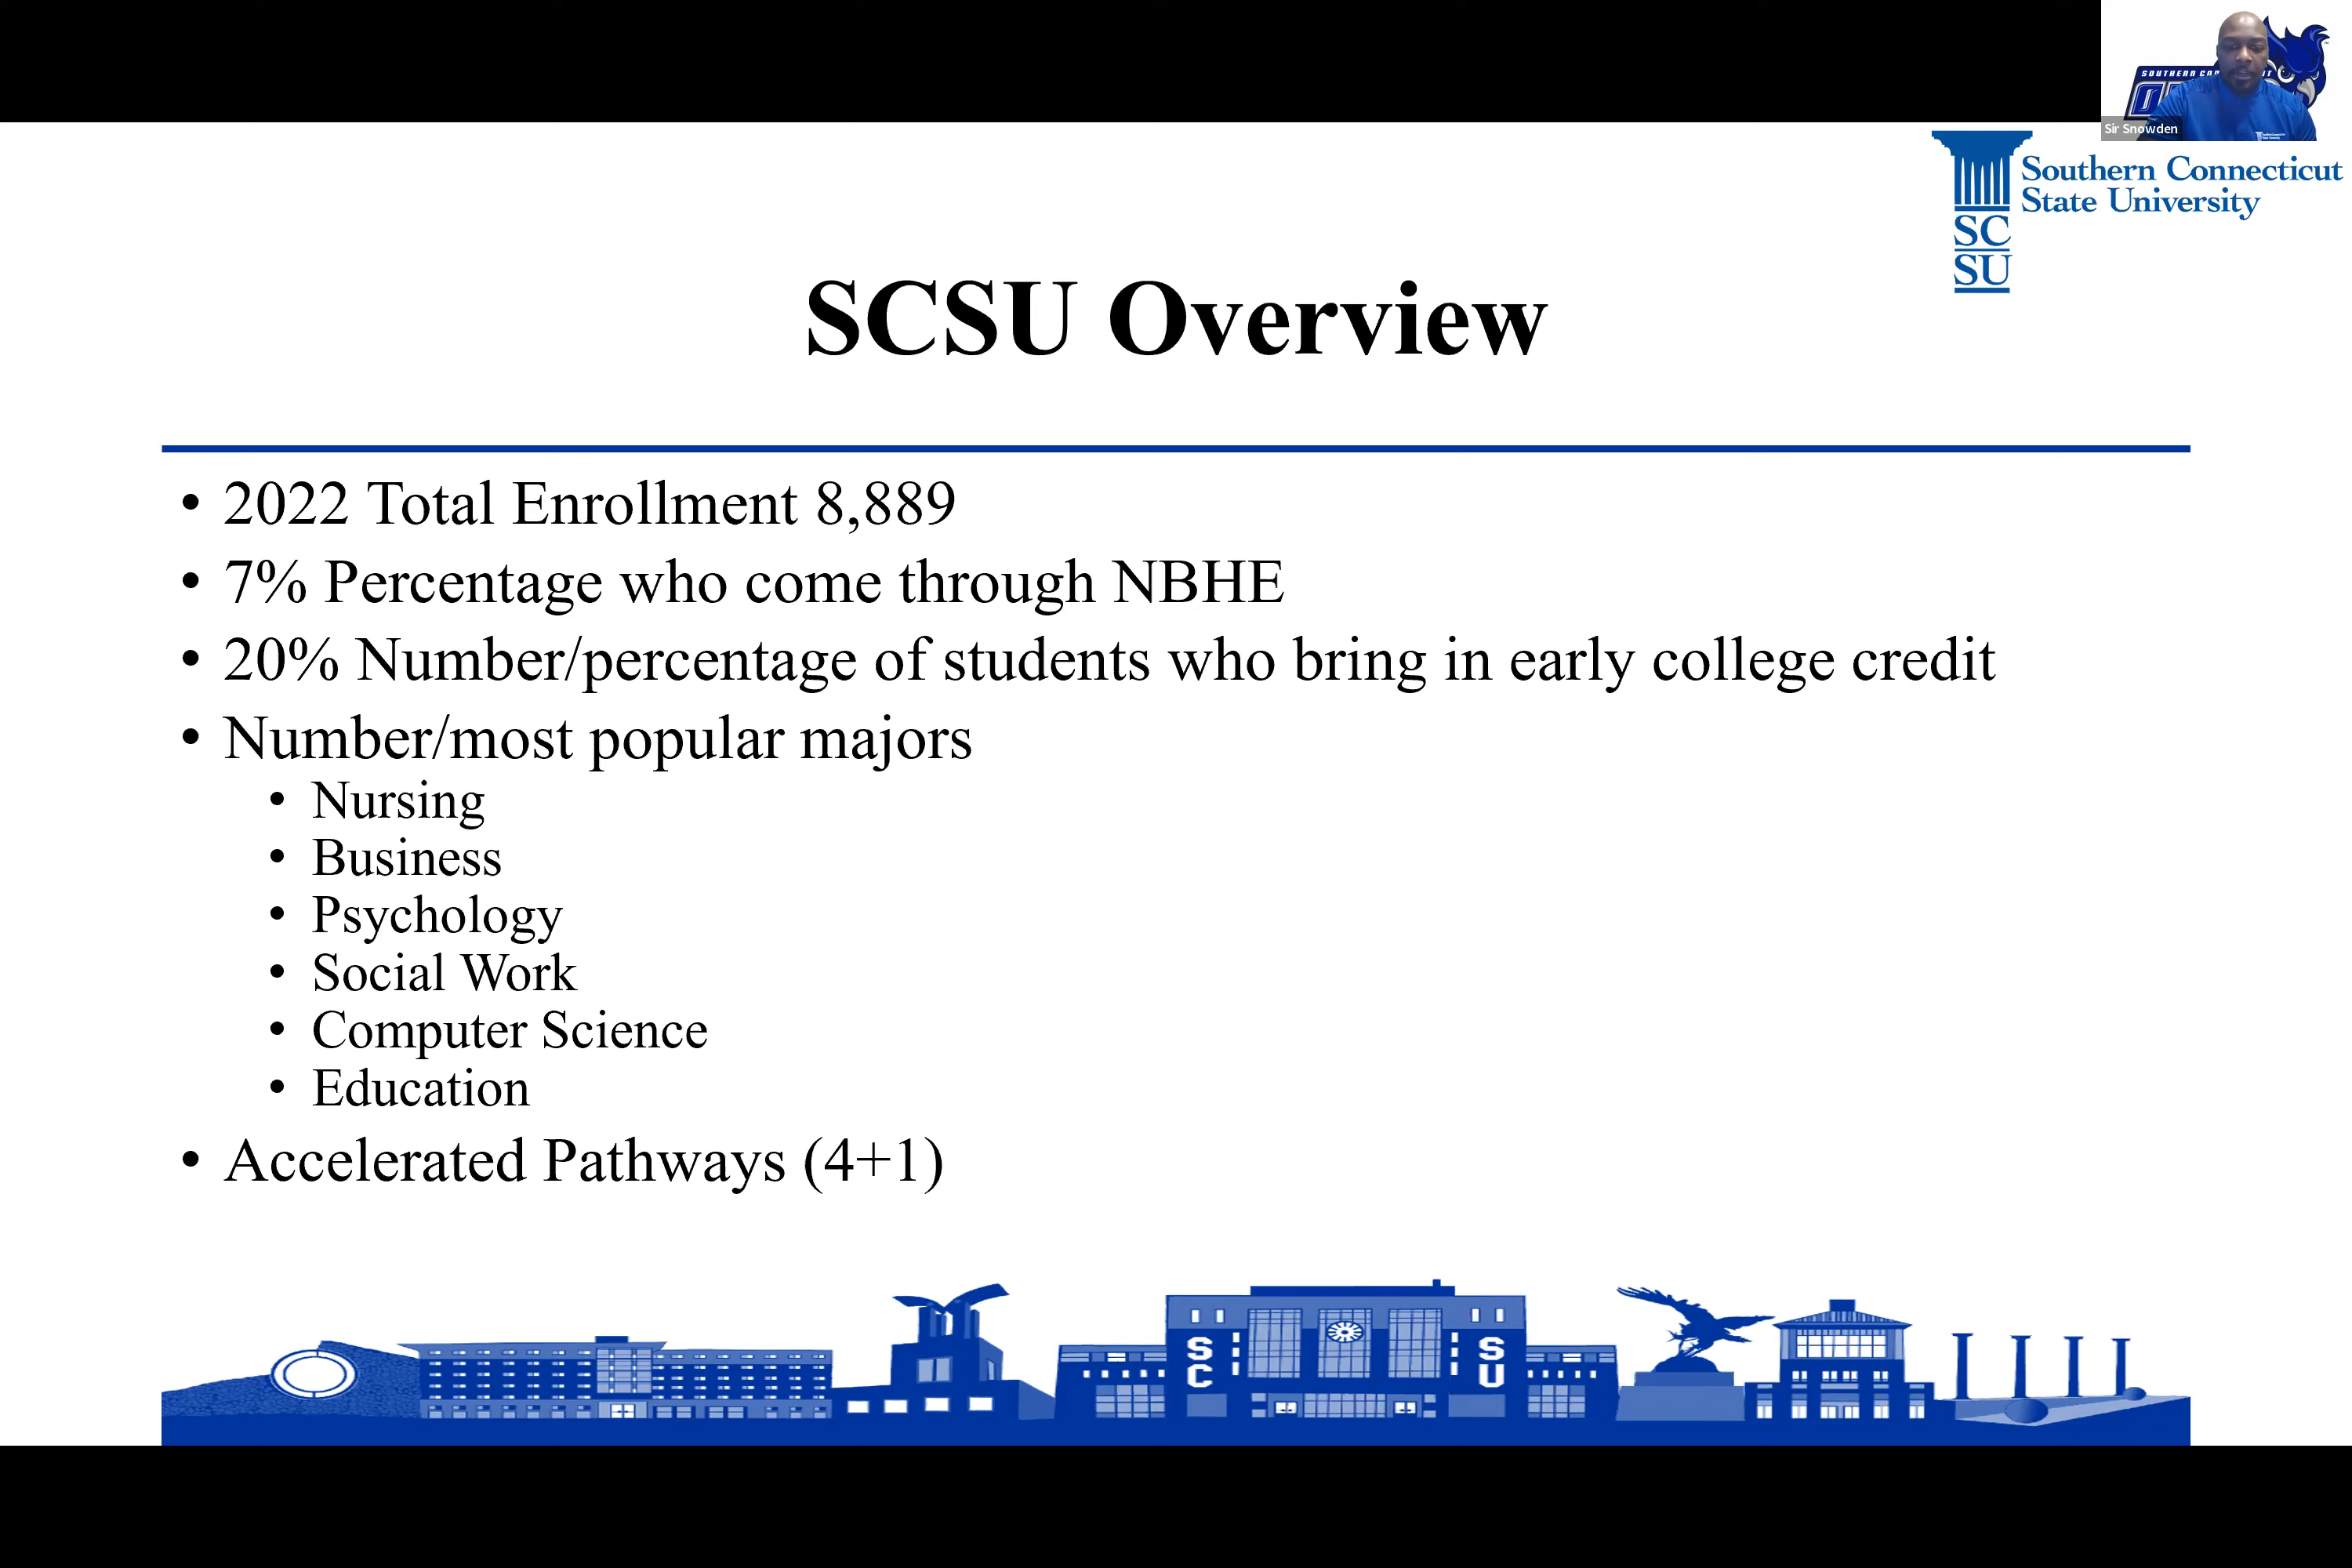 SOUTHERN
Sir Snowden
Southern Connecticut
State University
SC
SU
SCSU Overview
• 2022 Total Enrollment 8,889
• 7% Percentage who come through NBHE
• 20% Number/percentage of students who bring in early college credit
• Number/most popular majors
• Nursing
• Business
• Psychology
• Social Work
• Computer Science
• Education
• Accelerated Pathways (4+1)
SC
SU